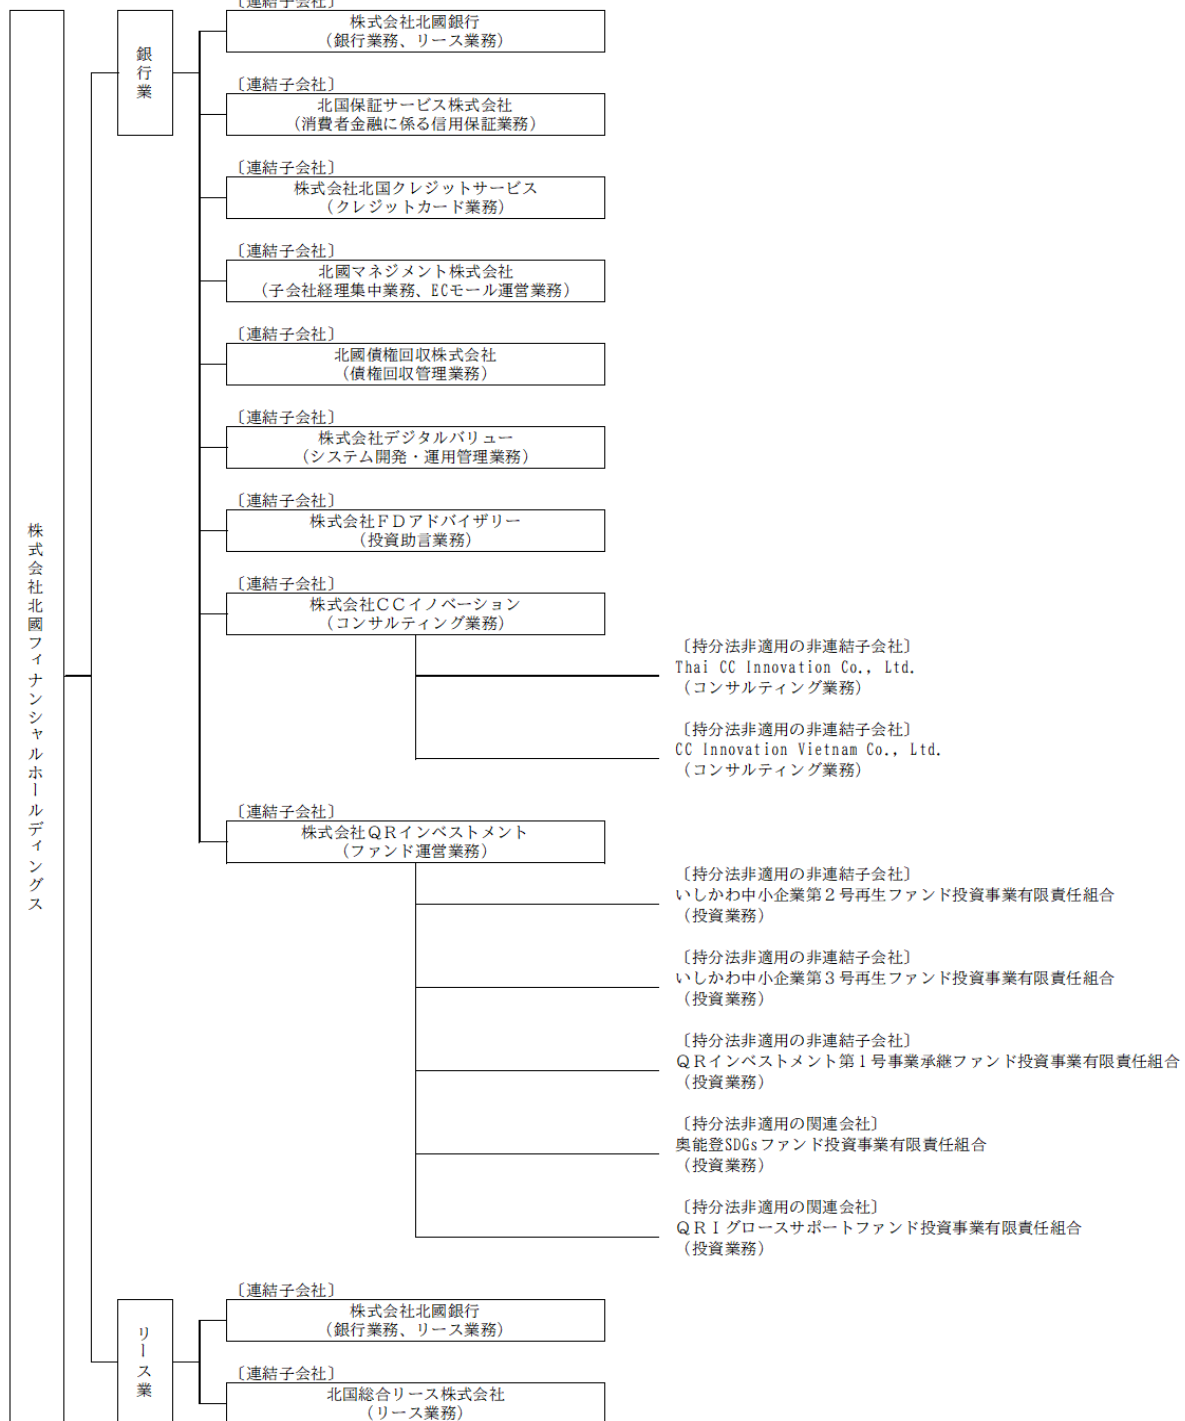 株式会社北國フィナンシャルホールディングス
銀行業
〔連結子会社〕
株式会社北國銀行
（銀行業務、リース業務）
〔連結子会社〕
北国保証サービス株式会社
（消費者金融に係る信用保証業務）
〔連結子会社〕
株式会社北国クレジットサービス
（クレジットカード業務）
〔連結子会社〕
北國マネジメント株式会社
（子会社経理集中業務、ECモール運営業務）
〔連結子会社〕
北國債権回収株式会社
（債権回収管理業務）
〔連結子会社〕
株式会社デジタルバリュー
（システム開発・運用管理業務）
〔連結子会社〕
株式会社ＦＤアドバイザリー
（投資助言業務）
〔連結子会社〕
株式会社ＣＣイノベーション
（コンサルティング業務）
〔持分法非適用の非連結子会社〕
Thai CC Innovation Co., Ltd.
（コンサルティング業務）
〔持分法非適用の非連結子会社〕
CC Innovation Vietnam Co., Ltd.
（コンサルティング業務）
〔連結子会社〕
株式会社ＱＲインベストメント
（ファンド運営業務）
〔持分法非適用の非連結子会社〕
いしかわ中小企業第２号再生ファンド投資事業有限責任組合
（投資業務）
〔持分法非適用の非連結子会社〕
いしかわ中小企業第３号再生ファンド投資事業有限責任組合
（投資業務）
〔持分法非適用の非連結子会社〕
ＱＲインベストメント第１号事業承継ファンド投資事業有限責任組合
（投資業務）
〔持分法非適用の関連会社〕
奥能登SDGsファンド投資事業有限責任組合
（投資業務）
〔持分法非適用の関連会社〕
ＱＲＩグロースサポートファンド投資事業有限責任組合
（投資業務）
リース業
〔連結子会社〕
株式会社北國銀行
（銀行業務、リース業務）
〔連結子会社〕
北国総合リース株式会社
（リース業務）